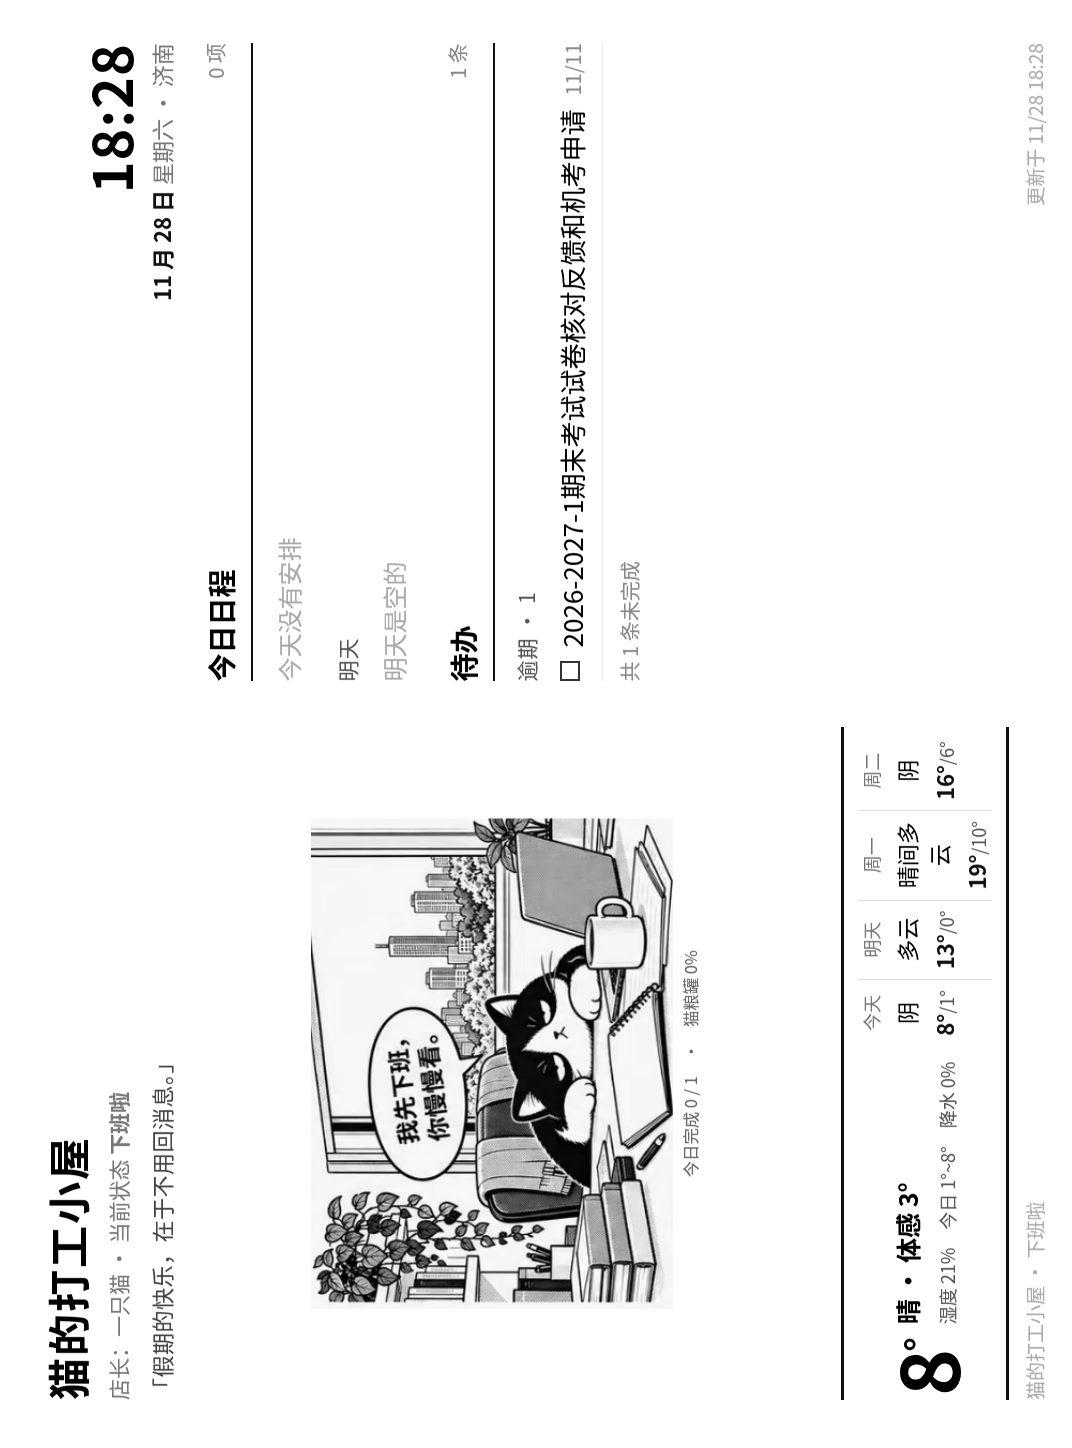 猫的打工小屋
店长：一只猫 · 当前状态 下班啦
「假期的快乐，在于不用回消息。」
我先下班，
你慢慢看。
今日完成 0 / 1 · 猫粮罐 0%
8° 晴 · 体感 3°
湿度 21% 今日 1°~8° 降水 0%
今天
阴
8°/1°
明天
多云
13°/0°
周一
晴间多
云
19°/10°
周二
阴
16°/6°
猫的打工小屋 · 下班啦
18:28
11 月 28 日 星期六 · 济南
今日日程 0 项
今天没有安排
明天
明天是空的
待办 1 条
逾期 · 1
2026-2027-1期末考试试卷核对反馈和机考申请 11/11
共 1 条未完成
更新于 11/28 18:28